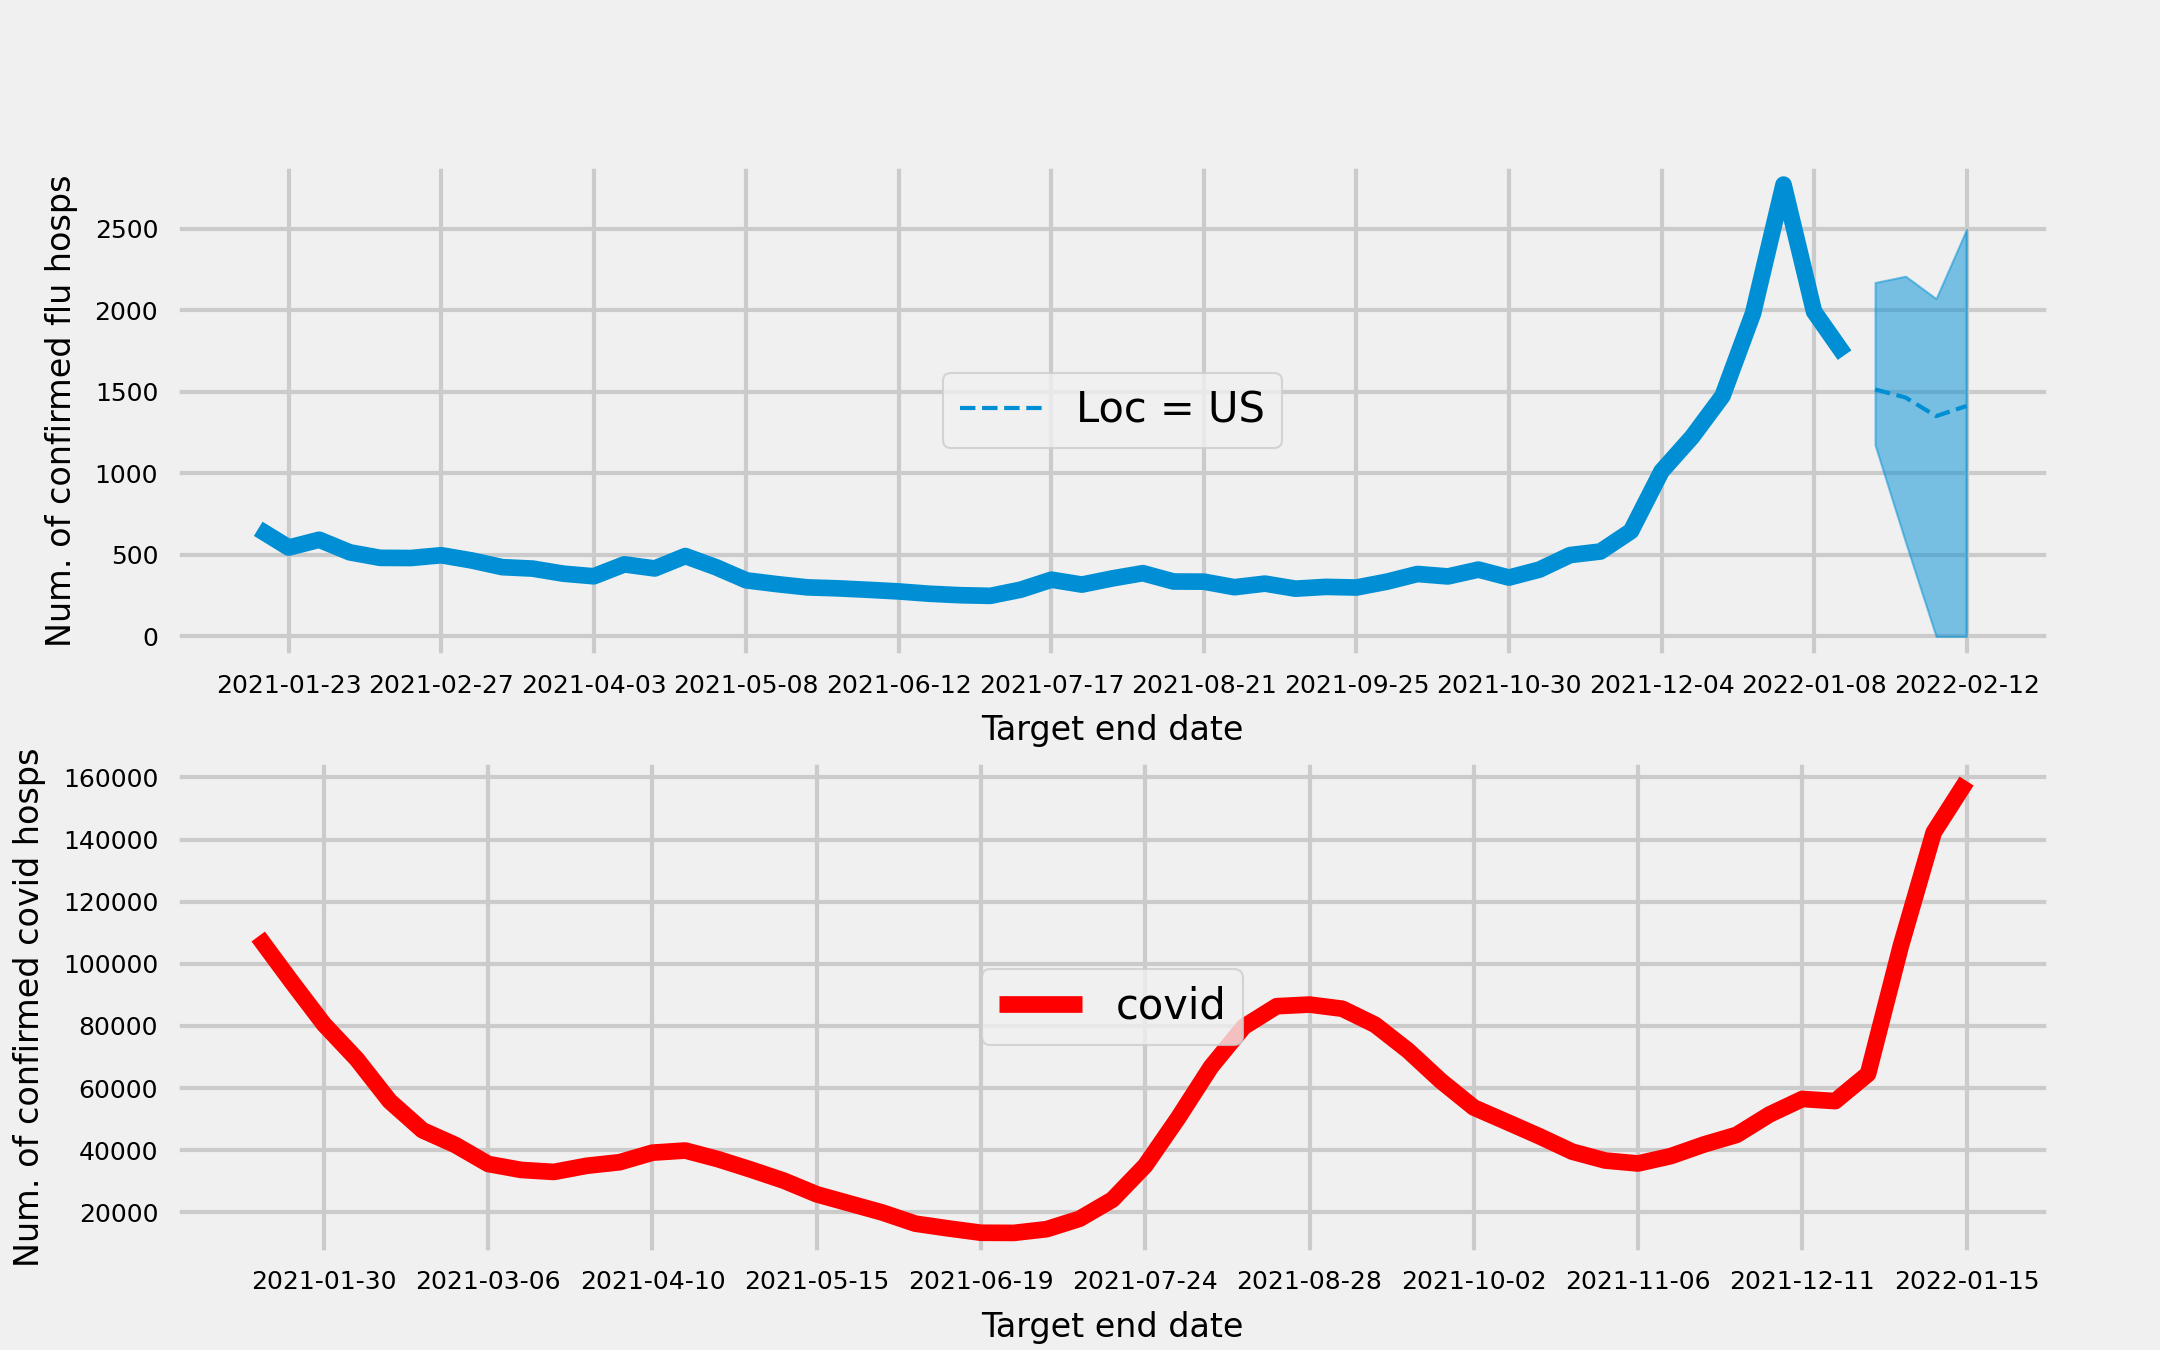 Num. of confirmed flu hosps
2500
2000
1500
1000
500
0
Loc = US
2021-01-23 2021-02-27 2021-04-03 2021-05-08 2021-06-12 2021-07-17 2021-08-21 2021-09-25 2021-10-30 2021-12-04 2022-01-08 2022-02-12
Target end date
Num. of confirmed covid hosps
160000
140000
120000
100000
80000
60000
40000
20000
covid
2021-01-30 2021-03-06 2021-04-10 2021-05-15 2021-06-19 2021-07-24 2021-08-28 2021-10-02 2021-11-06 2021-12-11 2022-01-15
Target end date